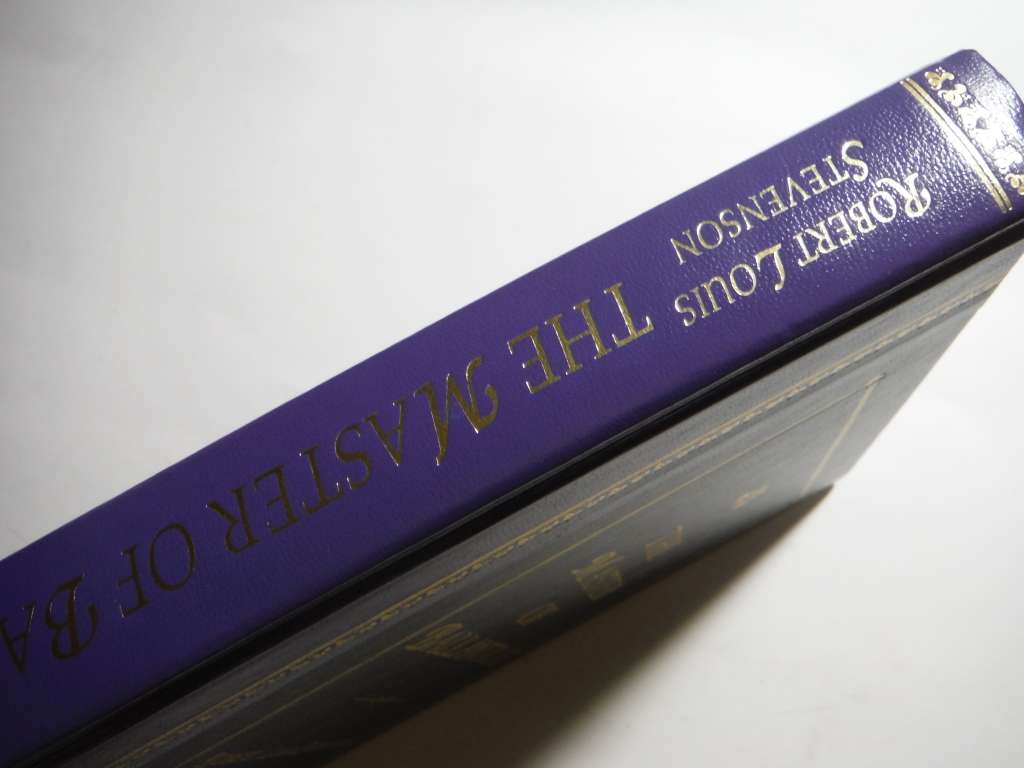 ROBERT LOUIS
STEVENSON
THE MASTER OF BA